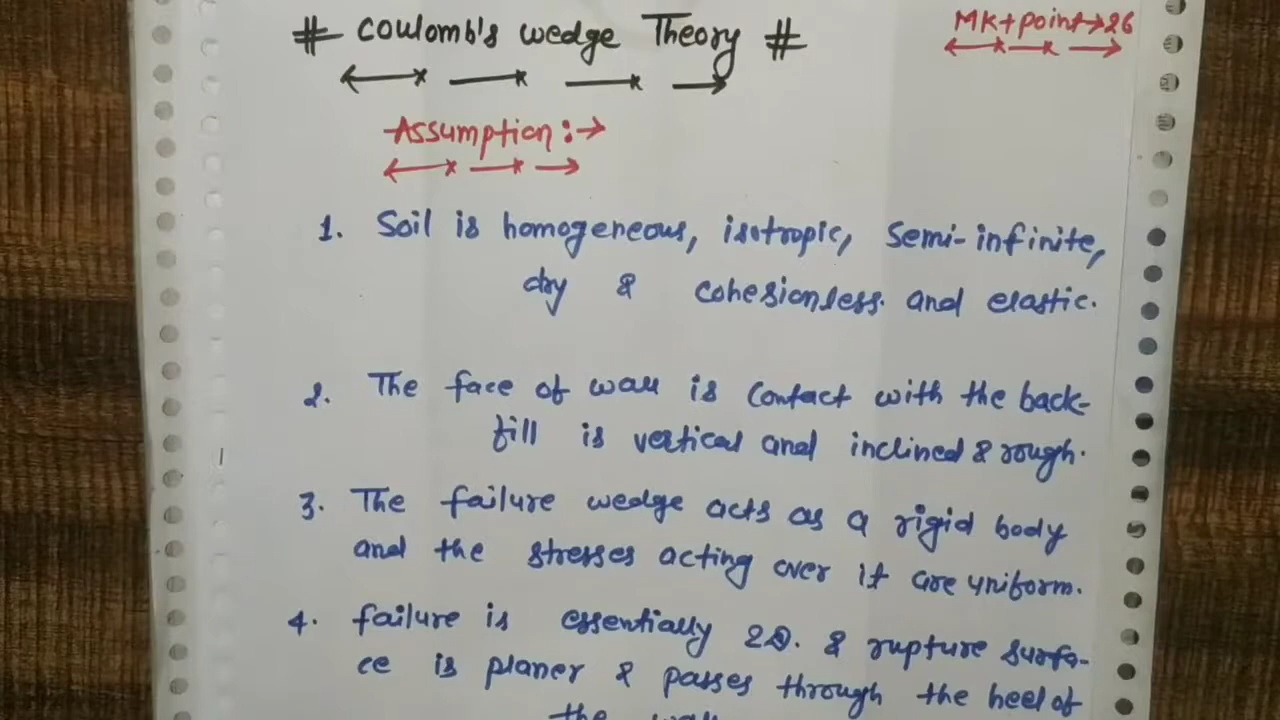 # Coulomb's wedge Theory #
MK+point→26
Assumption:→
1. Soil is homogeneous, isotropic, Semi-infinite,
dry & cohesionless. and elastic.
2. The face of wall is contact with the back-
fill is vertical and inclined & rough.
3. The failure wedge acts as a rigid body
and the stresses acting over it are uniform.
4. failure is essentially 2D. & rupture surfa-
ce is planer & passes through the heel of
the wall